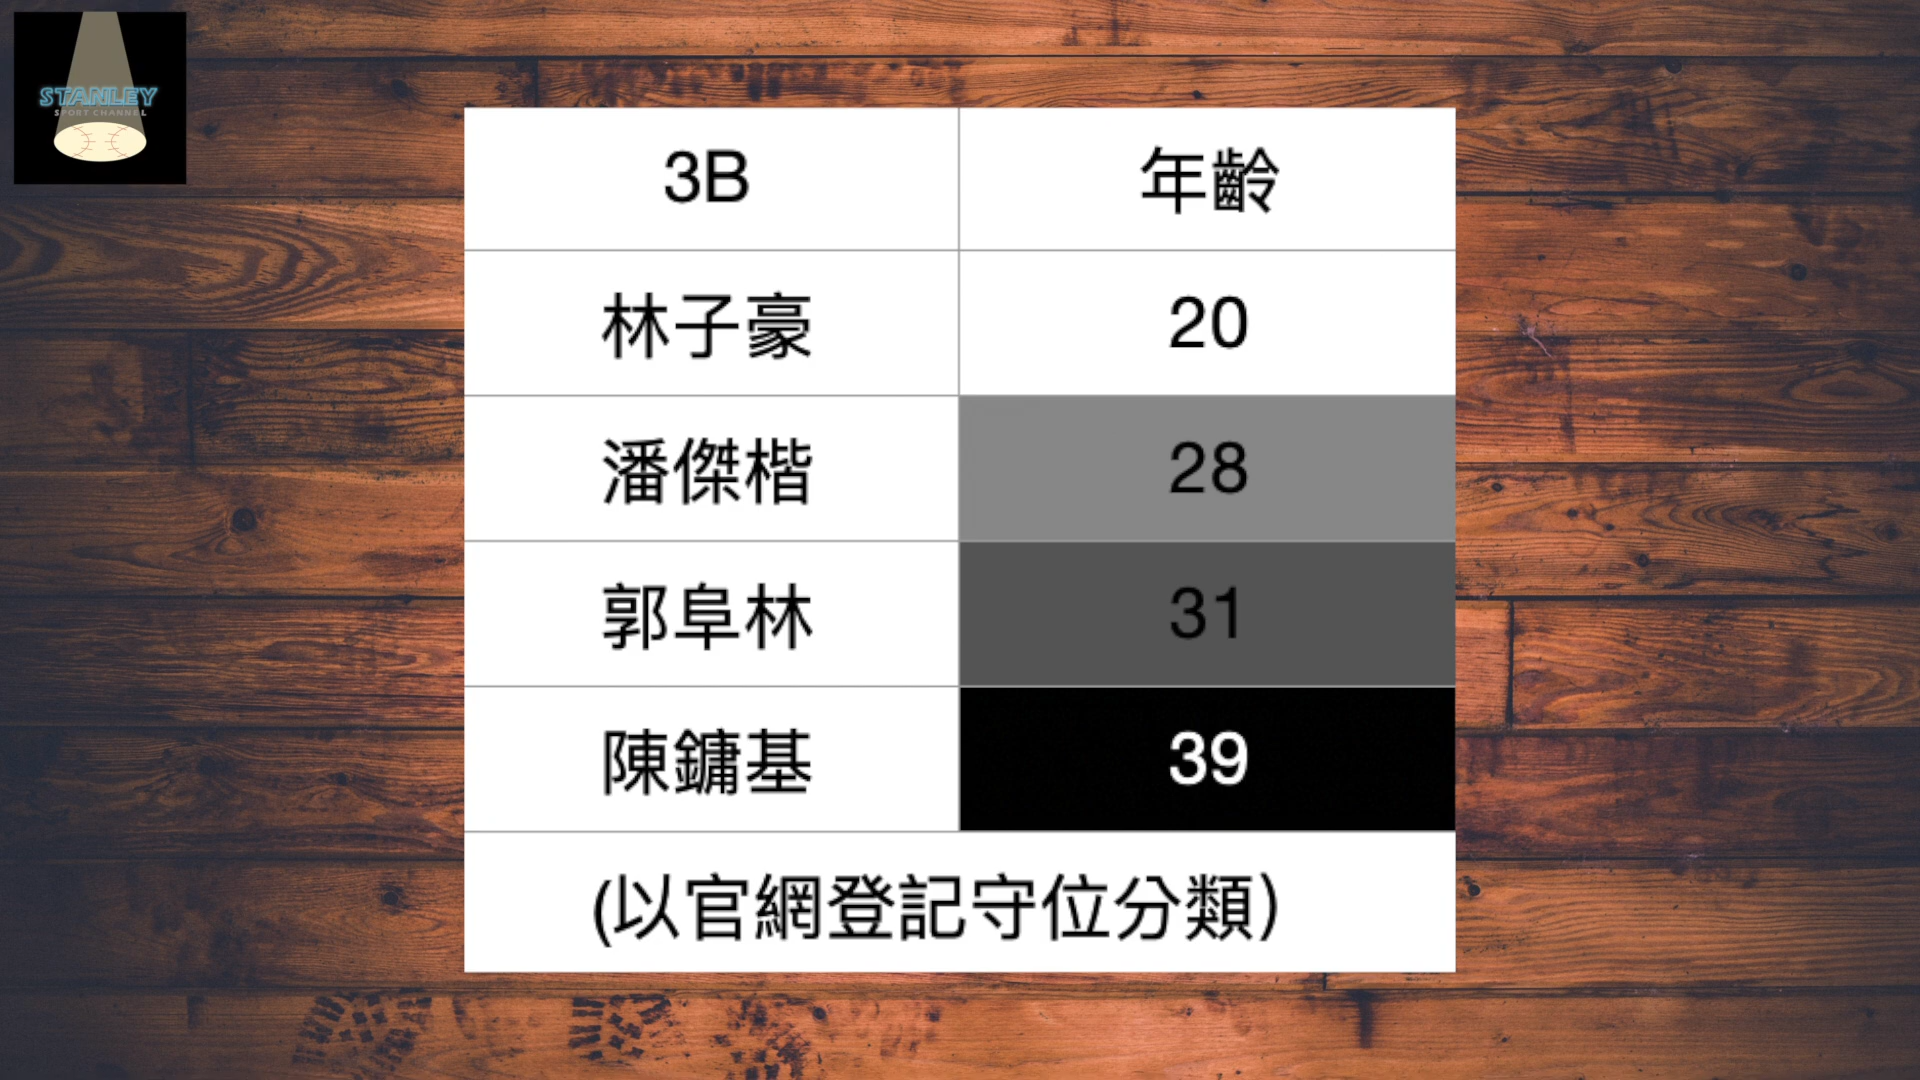 STANLEY
SPORT CHANNEL
3B 年齡
林子豪 20
潘傑楷 28
郭阜林 31
陳鏞基 39
(以官網登記守位分類）